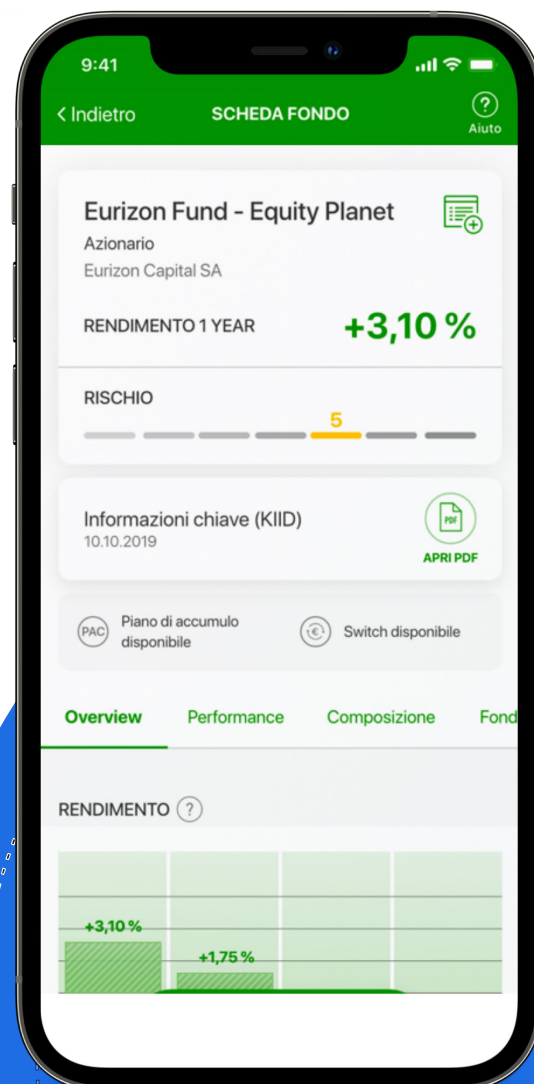 9:41
Indietro
SCHEDA FONDO
?
Aiuto
Eurizon Fund - Equity Planet
Azionario
Eurizon Capital SA
RENDIMENTO 1 YEAR
+3,10 %
RISCHIO
5
Informazioni chiave (KIID)
10.10.2019
PDF
APRI PDF
PAC
Piano di accumulo
disponibile
€
Switch disponibile
Overview
Performance
Composizione
Fond
RENDIMENTO ?
+3,10 %
+1,75 %